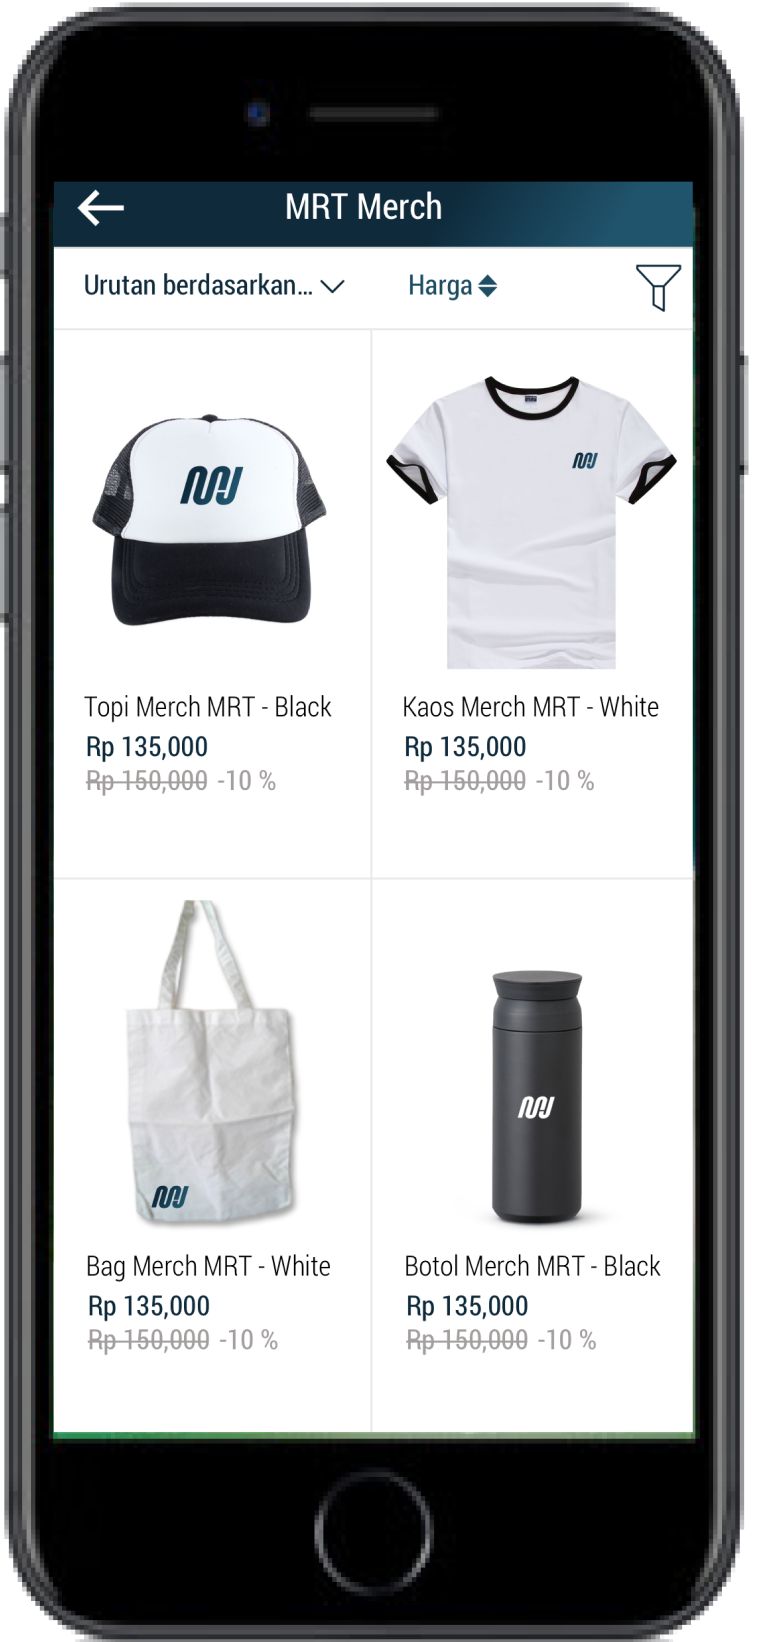 MRT Merch
Urutan berdasarkan... Harga
Topi Merch MRT - Black
Rp 135,000
Rp 150,000 -10 %
Kaos Merch MRT - White
Rp 135,000
Rp 150,000 -10 %
Bag Merch MRT - White
Rp 135,000
Rp 150,000 -10 %
Botol Merch MRT - Black
Rp 135,000
Rp 150,000 -10 %